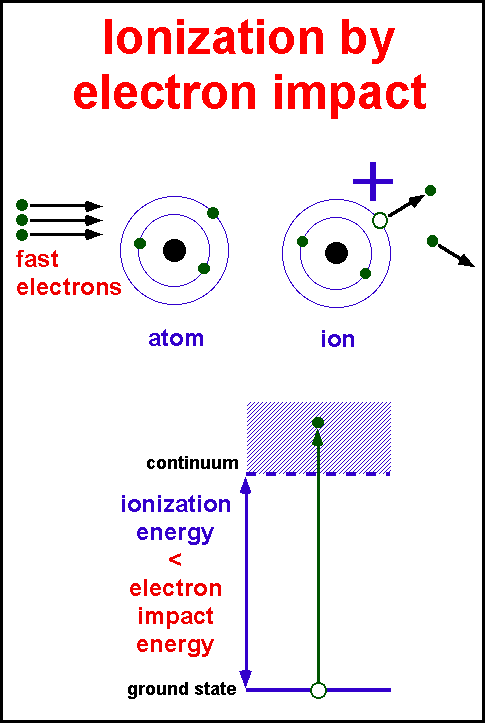 Ionization by
electron impact
+
fast
electrons
atom
ion
continuum
ionization
energy
<
electron
impact
energy
ground state